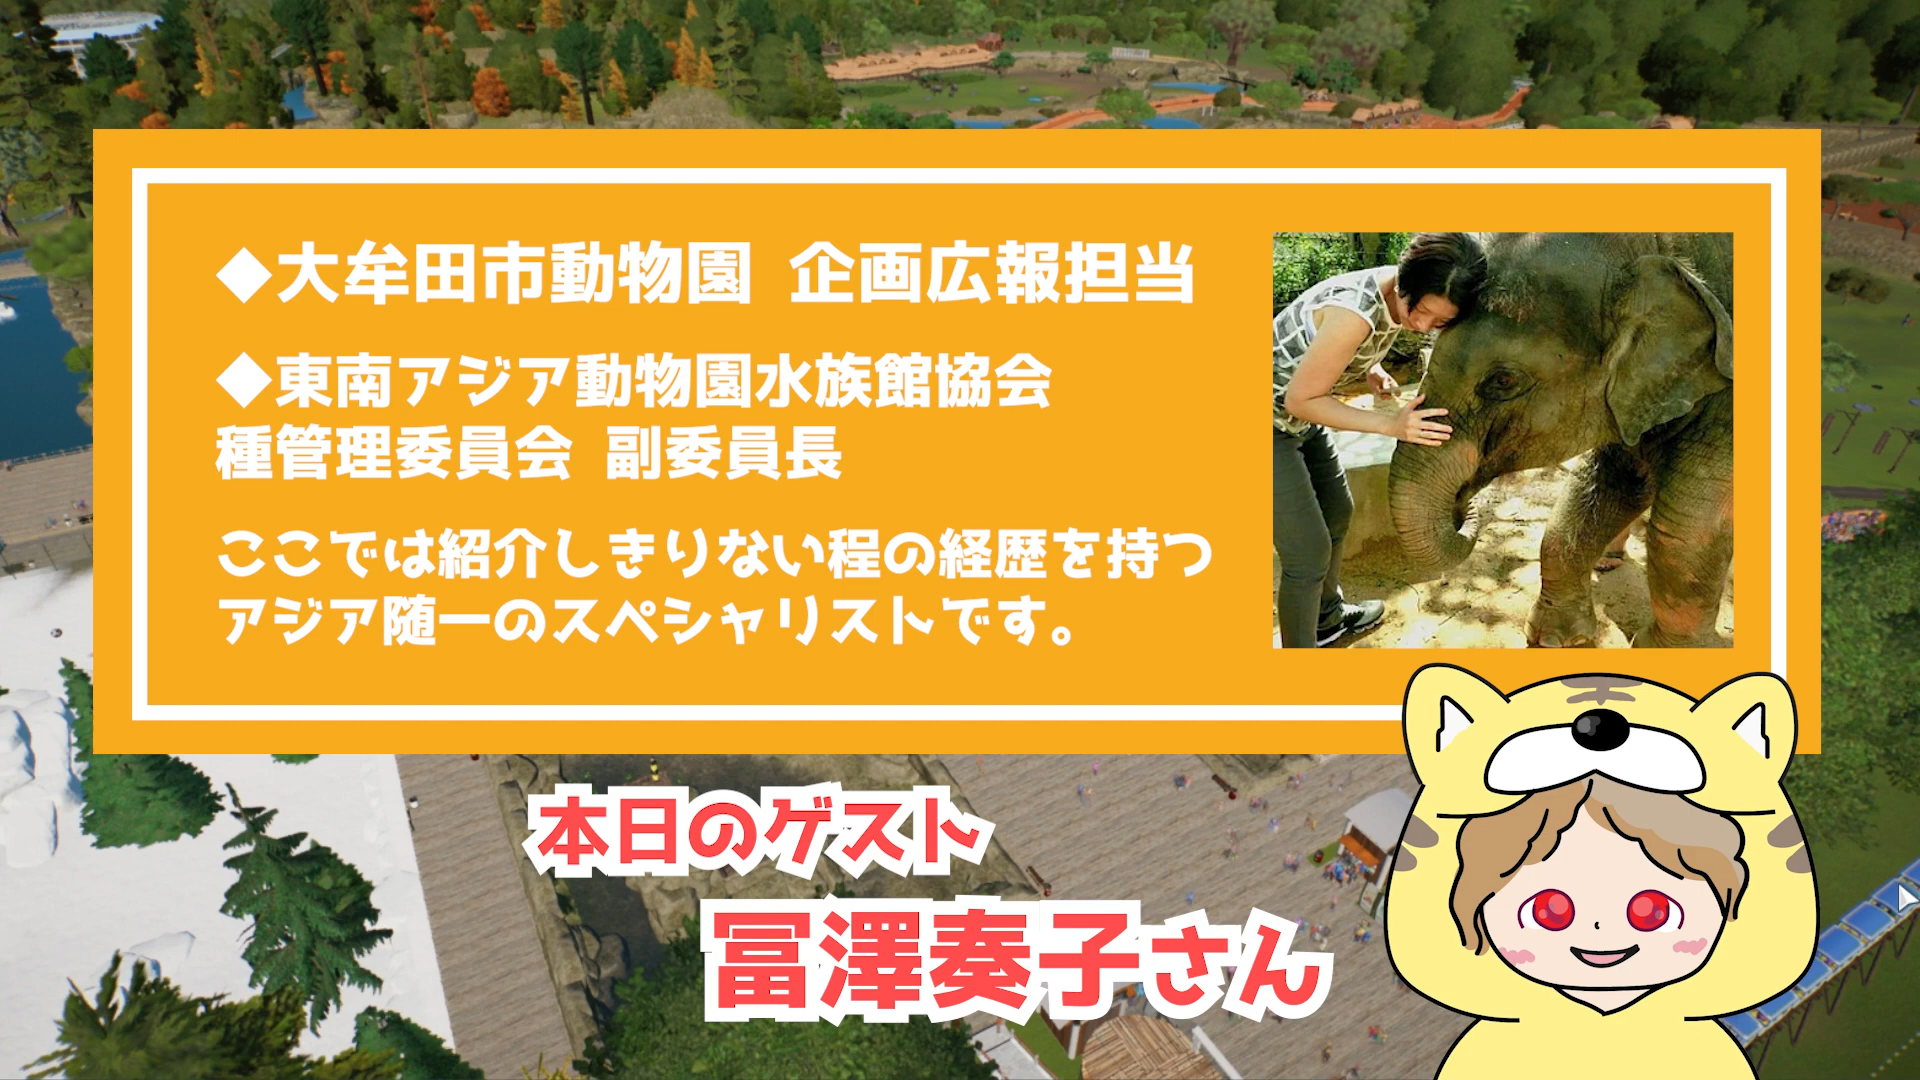 ◆大牟田市動物園 企画広報担当
◆東南アジア動物園水族館協会
種管理委員会 副委員長
ここでは紹介しきりない程の経歴を持つ
アジア随一のスペシャリストです。
本日のゲスト
冨澤奏子さん